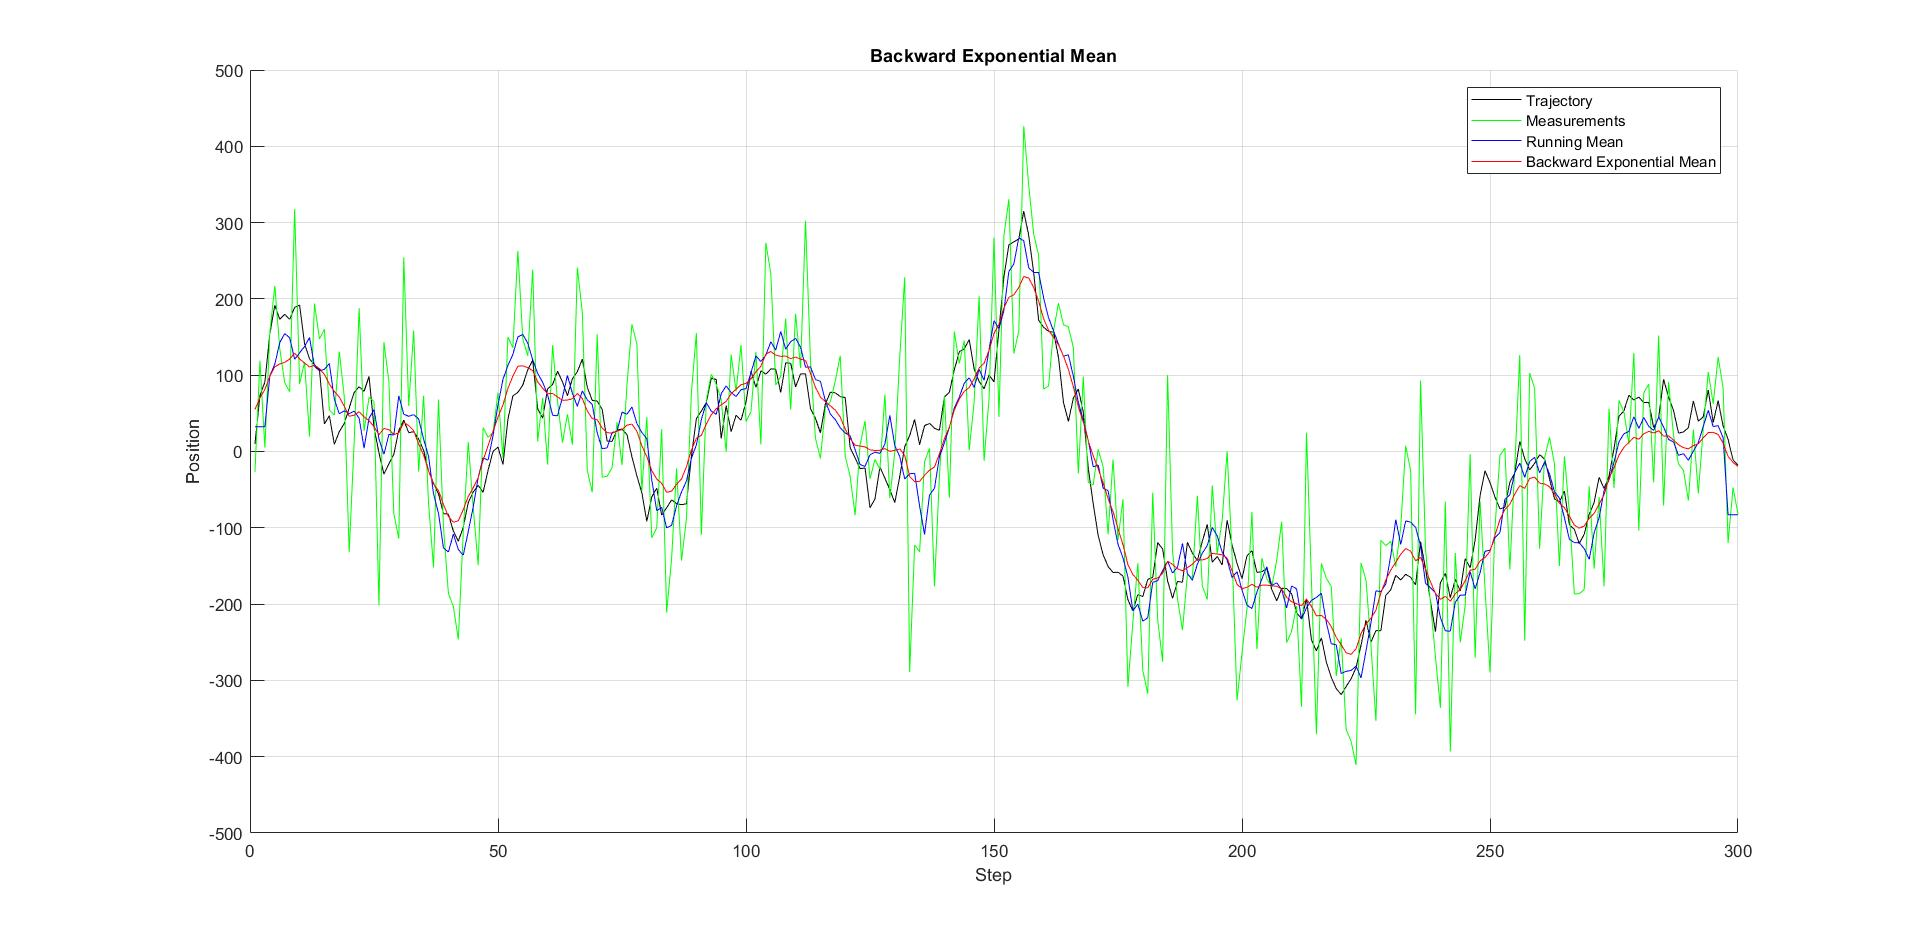 Backward Exponential Mean
500
400
300
200
100
0
-100
-200
-300
-400
-500
Position
Trajectory
Measurements
Running Mean
Backward Exponential Mean
0 50 100 150 200 250 300
Step